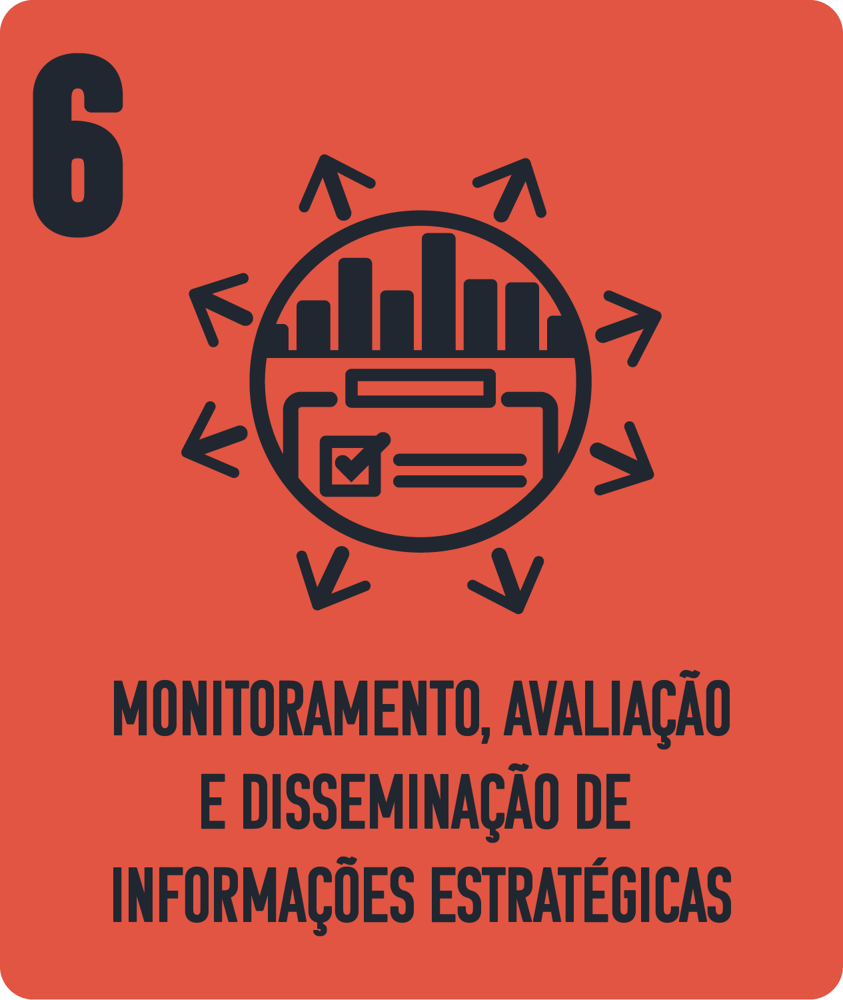 6
MONITORAMENTO, AVALIAÇÃO
E DISSEMINAÇÃO DE
INFORMAÇÕES ESTRATÉGICAS